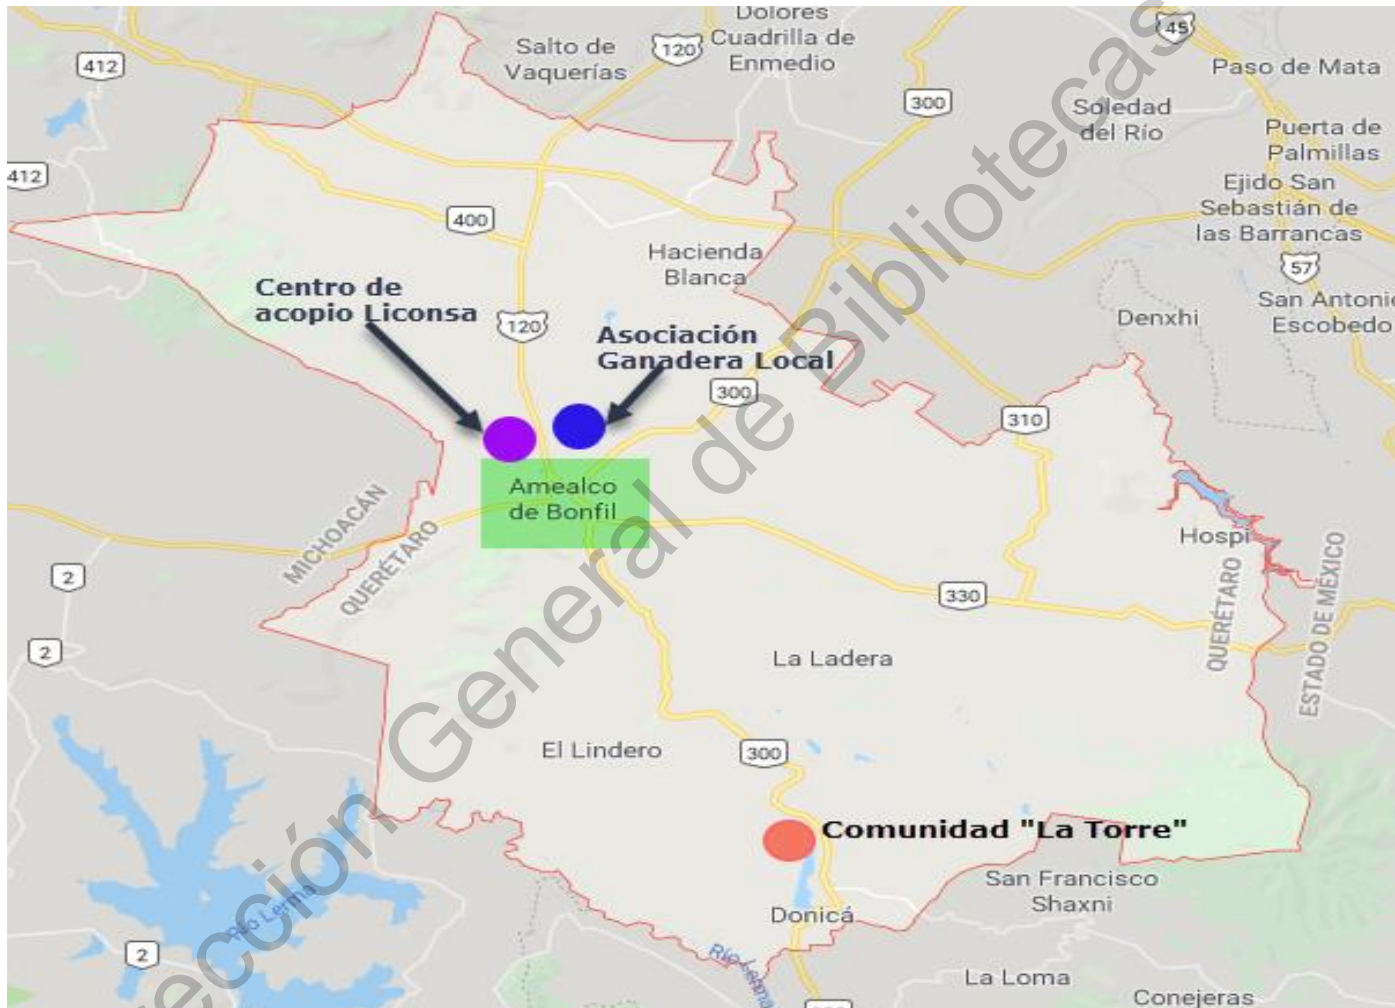 Dolores
Cuadrilla de
Enmedio
Salto de
Vaquerías
120
45
412
Paso de Mata
300
Soledad
del Río
Puerta de
Palmillas
412
Ejido San
Sebastián de
las Barrancas
400
Hacienda
Blanca
57
Centro de
acopio Liconsa
San Antonio
Escobedo
Denxhi
120
Asociación
Ganadera Local
300
310
Amealco
de Bonfil
MICHOACÁN
QUERÉTARO
Hospi
2
330
QUERÉTARO
ESTADO DE MÉXICO
2
La Ladera
El Lindero
300
Comunidad "La Torre"
San Francisco
Shaxni
Río Lerma
Donicá
2
Río Lerma
La Loma
Conejeras
Dirección General de Bibliotecas